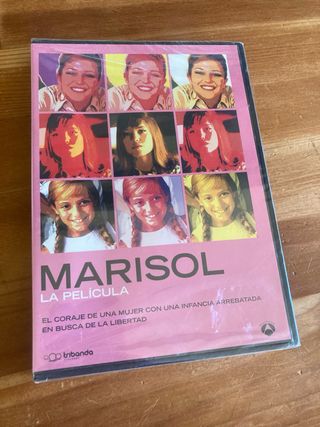 MARISOL
LA PELÍCULA
EL CORAJE DE UNA MUJER CON UNA INFANCIA ARREBATADA
EN BUSCA DE LA LIBERTAD
tribanda